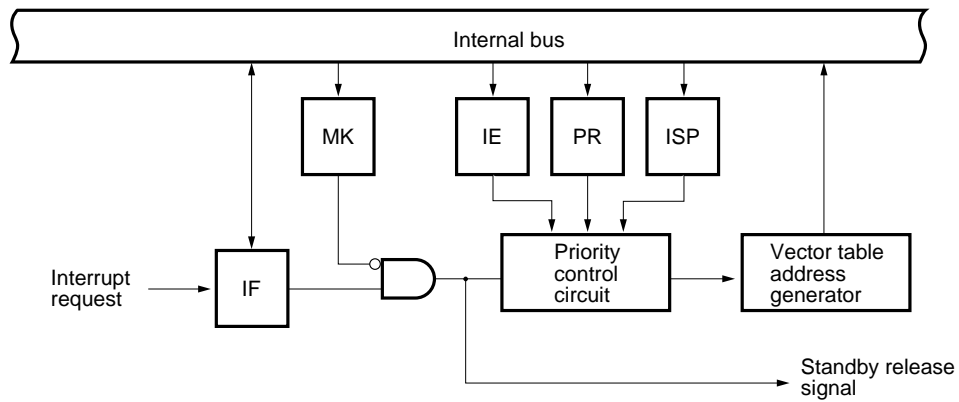 Internal bus
MK
IE
PR
ISP
Interrupt
request
IF
Priority
control
circuit
Vector table
address
generator
Standby release
signal